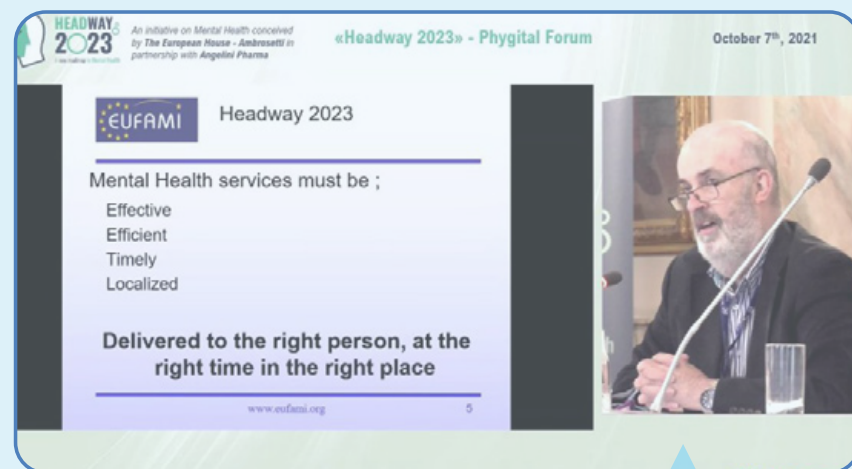 HEADWAY
2023
An initiative on Mental Health conceived
by The European House - Ambrosetti in
partnership with Angelini Pharma
«Headway 2023» - Phygital Forum
October 7th, 2021
EUFAMI
Headway 2023
Mental Health services must be ;
Effective
Efficient
Timely
Localized
Delivered to the right person, at the
right time in the right place
www.eufami.org
5